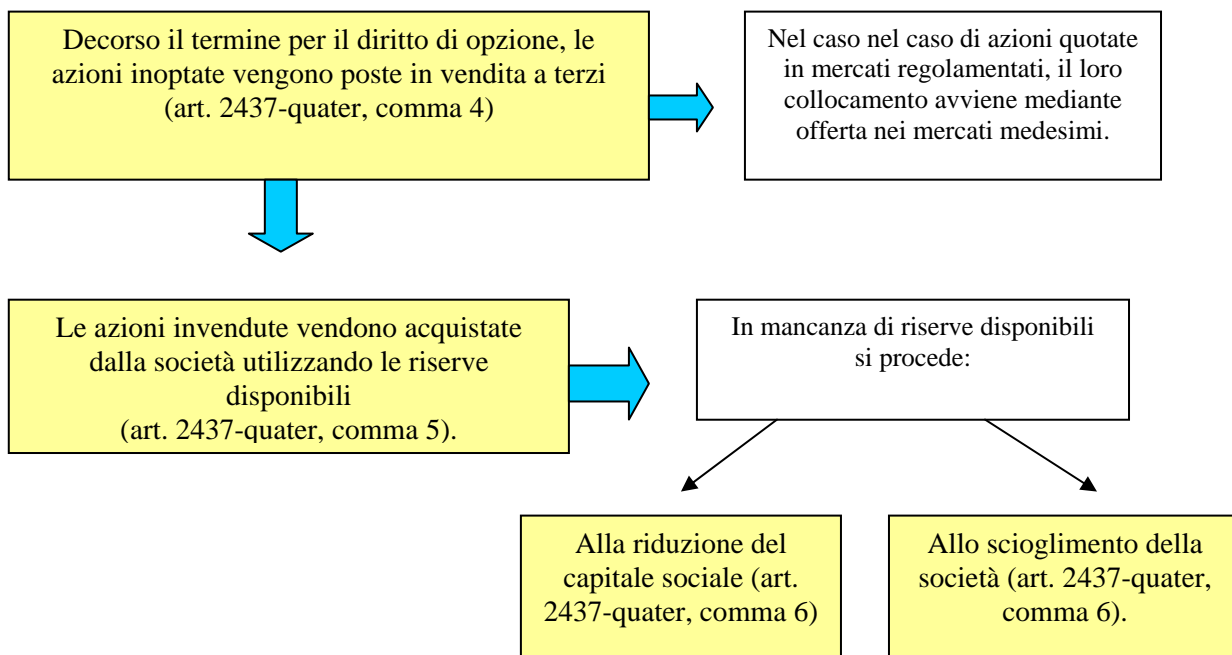 Decorso il termine per il diritto di opzione, le
azioni inoptate vengono poste in vendita a terzi
(art. 2437-quater, comma 4)
Nel caso nel caso di azioni quotate
in mercati regolamentati, il loro
collocamento avviene mediante
offerta nei mercati medesimi.
Le azioni invendute vendono acquistate
dalla società utilizzando le riserve
disponibili
(art. 2437-quater, comma 5).
In mancanza di riserve disponibili
si procede:
Alla riduzione del
capitale sociale (art.
2437-quater, comma 6)
Allo scioglimento della
società (art. 2437-quater,
comma 6).